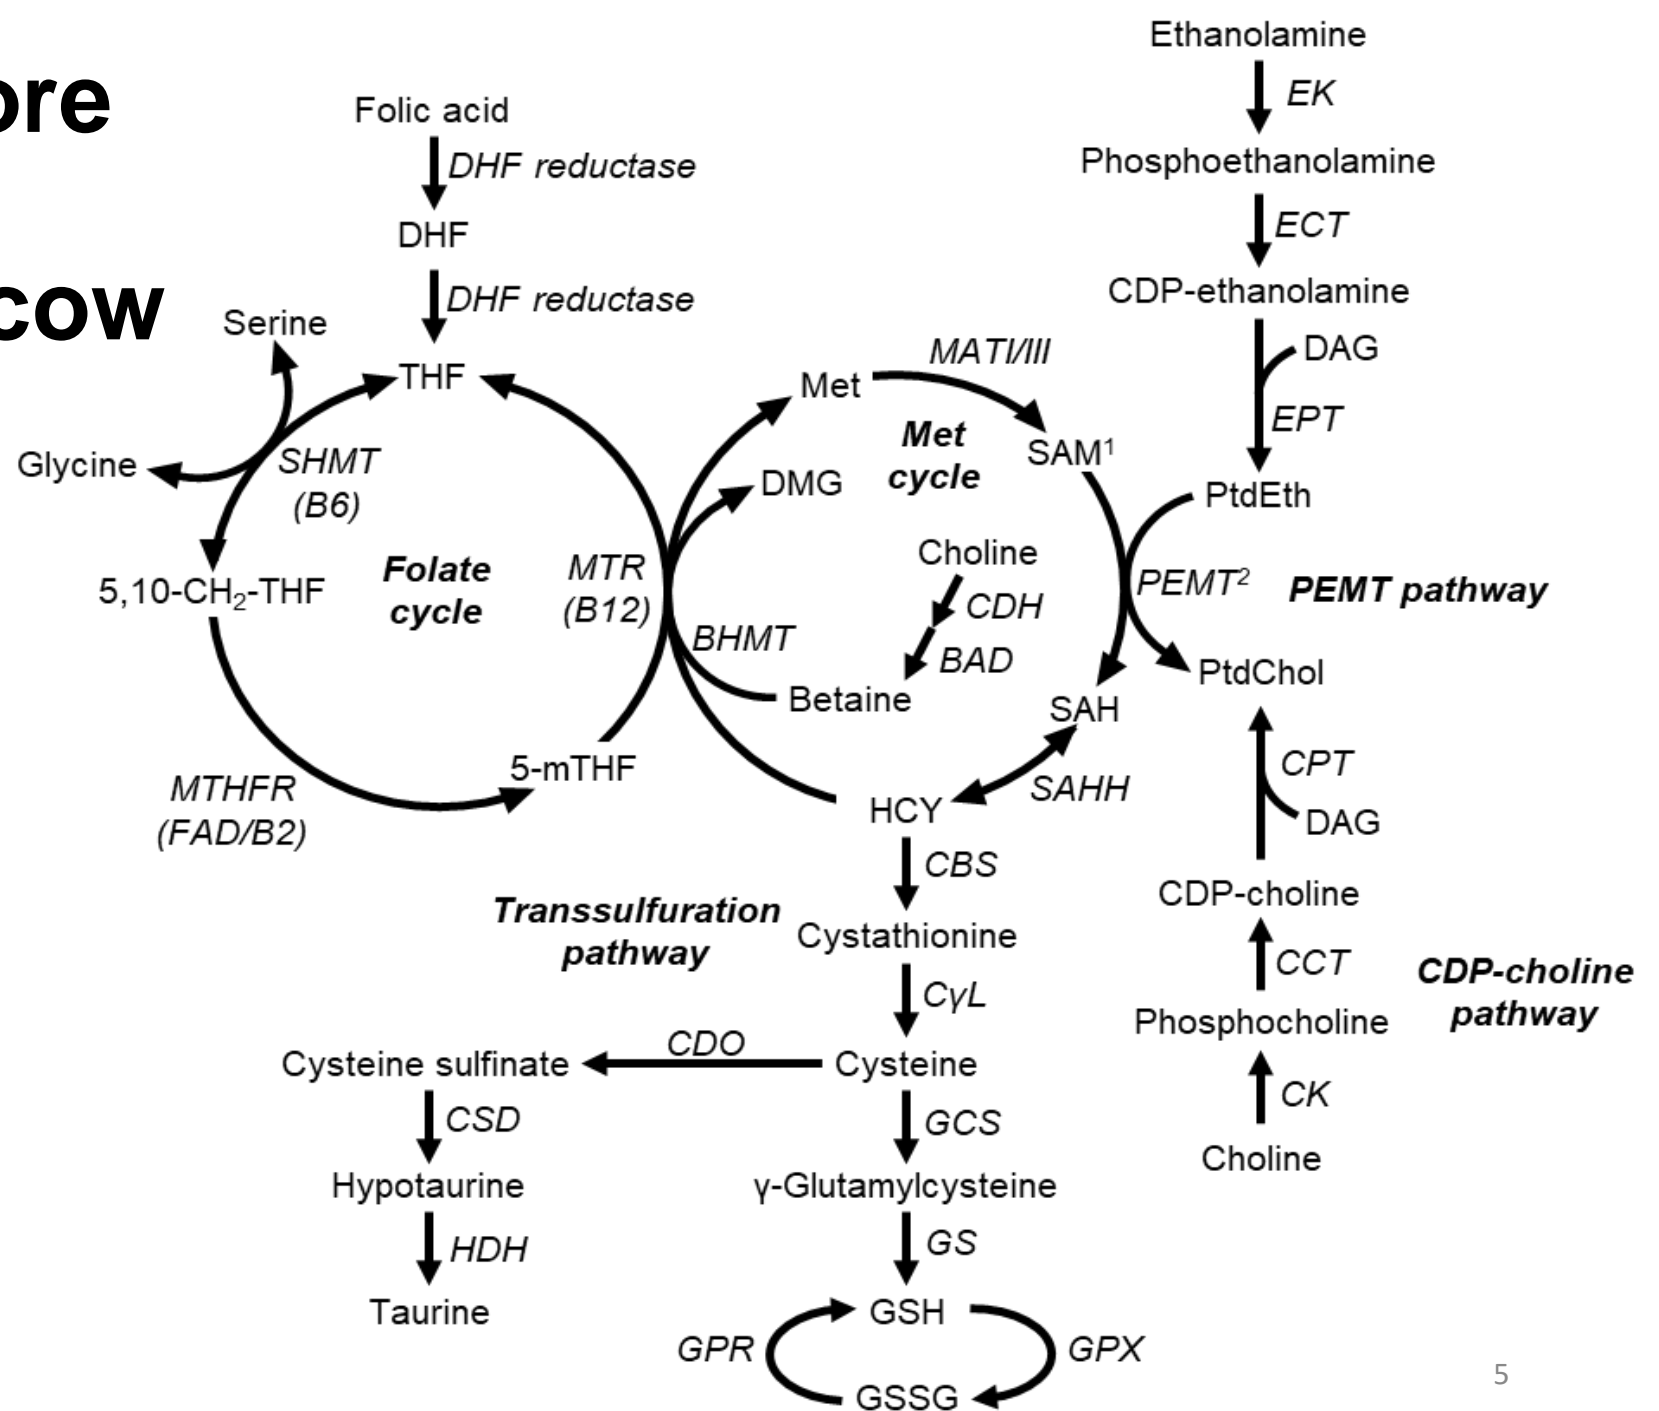 ore
cow
Folic acid
DHF reductase
DHF
DHF reductase
THF
Serine
Glycine
SHMT
(B6)
5,10-CH₂-THF
Folate
cycle
MTHFR
(FAD/B2)
5-mTHF
MTR
(B12)
BHMT
Met
MATI/III
SAM¹
Met
cycle
DMG
Choline
CDH
BAD
Betaine
SAH
SAHH
HCY
CBS
Transsulfuration
pathway
Cystathionine
CγL
Cysteine
CDO
Cysteine sulfinate
CSD
Hypotaurine
HDH
Taurine
GCS
γ-Glutamylcysteine
GS
GSH
GPR
GPX
GSSG
Ethanolamine
EK
Phosphoethanolamine
ECT
CDP-ethanolamine
DAG
EPT
PtdEth
PEMT²
PEMT pathway
PtdChol
CPT
DAG
CDP-choline
CCT
CDP-choline
pathway
Phosphocholine
CK
Choline
5